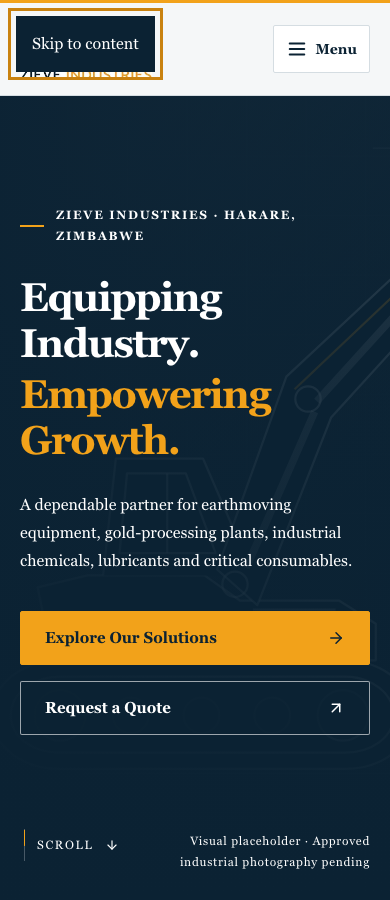 Skip to content
ZIEVE INDUSTRIES
Menu
ZIEVE INDUSTRIES · HARARE,
ZIMBABWE
Equipping
Industry.
Empowering
Growth.
A dependable partner for earthmoving
equipment, gold-processing plants, industrial
chemicals, lubricants and critical consumables.
Explore Our Solutions
Request a Quote
SCROLL
Visual placeholder · Approved
industrial photography pending